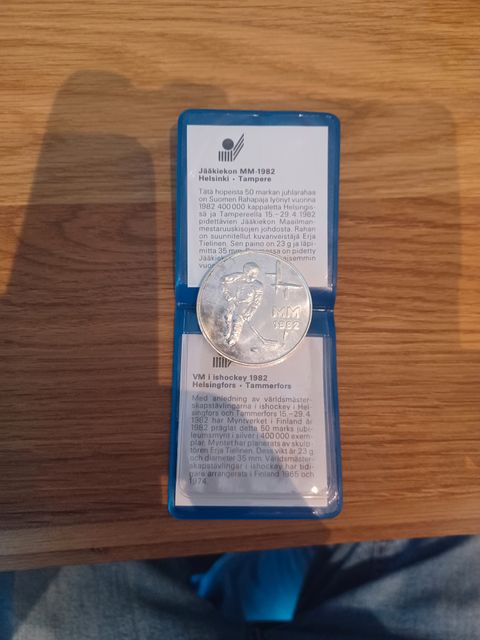 Jääkiekon MM-1982
Helsinki • Tampere
Tätä hopeista 50 markan juhlarahaa
on Suomen Rahapaja lyönyt vuonna
1982 400 000 kappaletta Helsingis-
sä ja Tampereella 15.–29.4.1982
pidettävien Jääkiekon Maailman-
mestaruuskisojen johdosta. Rahan
on suunnitellut kuvanveistäjä Erja
Tielinen. Sen paino on 23 g ja läpi-
mitta 35 mm. on pidetty
Jääki
vuo
MM
1982
VM i ishockey 1982
Helsingfors • Tammerfors
Med anledning av världsmäster-
skapstävlingarna i ishockey i Hel-
singfors och Tammerfors 15.–29.4.
1982 har Myntverket i Finland år
1982 präglat detta 50 marks jubi-
leumsmynt i silver i 400 000 exem-
plar. Myntet har planerats av skulp-
tören Erja Tielinen. Dess vikt är 23 g
och diameter 35 mm. Världsmäster-
skapstävlingar i ishockey har tidi-
gare arrangerats i Finland 1965 och
1974.